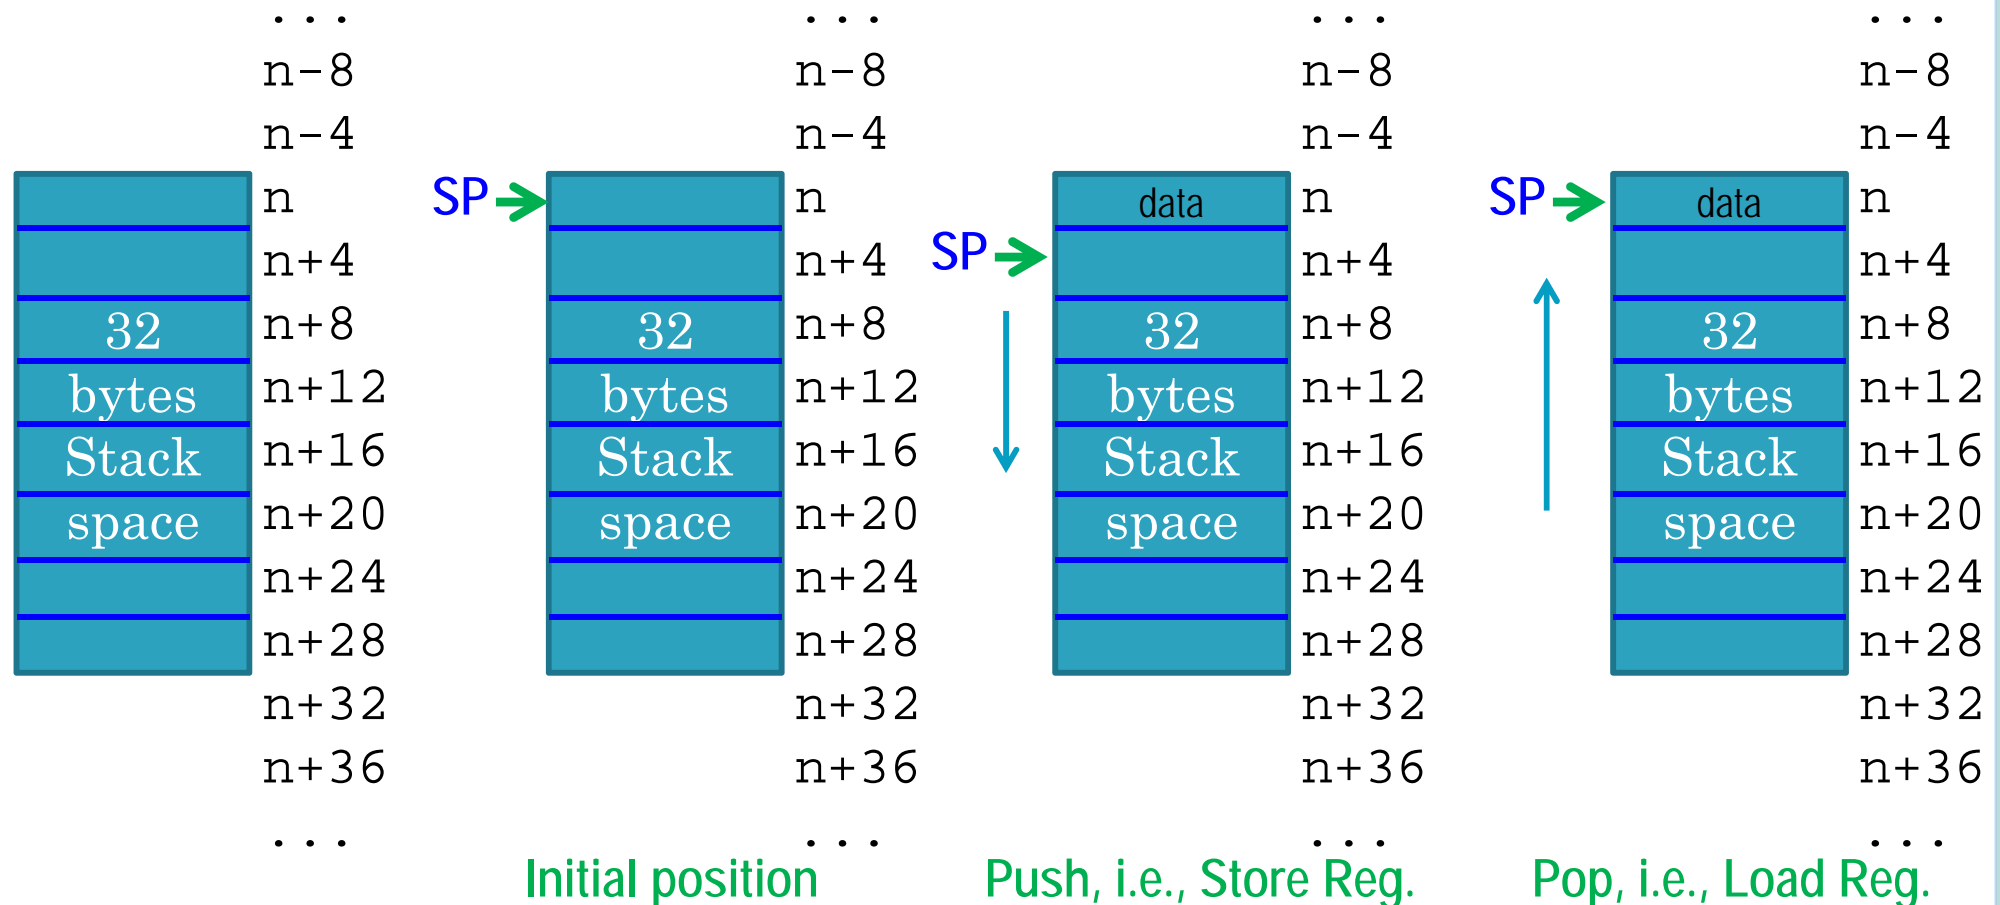 ... ... ... ...
n-8 n-8 n-8 n-8
n-4 n-4 n-4 n-4
n SP n data n SP data n
n+4 n+4 SP n+4 n+4
32 n+8 32 n+8 32 n+8 32 n+8
bytes n+12 bytes n+12 bytes n+12 bytes n+12
Stack n+16 Stack n+16 Stack n+16 Stack n+16
space n+20 space n+20 space n+20 space n+20
n+24 n+24 n+24 n+24
n+28 n+28 n+28 n+28
n+32 n+32 n+32 n+32
n+36 n+36 n+36 n+36
... ... ... ...
Initial position Push, i.e., Store Reg. Pop, i.e., Load Reg.